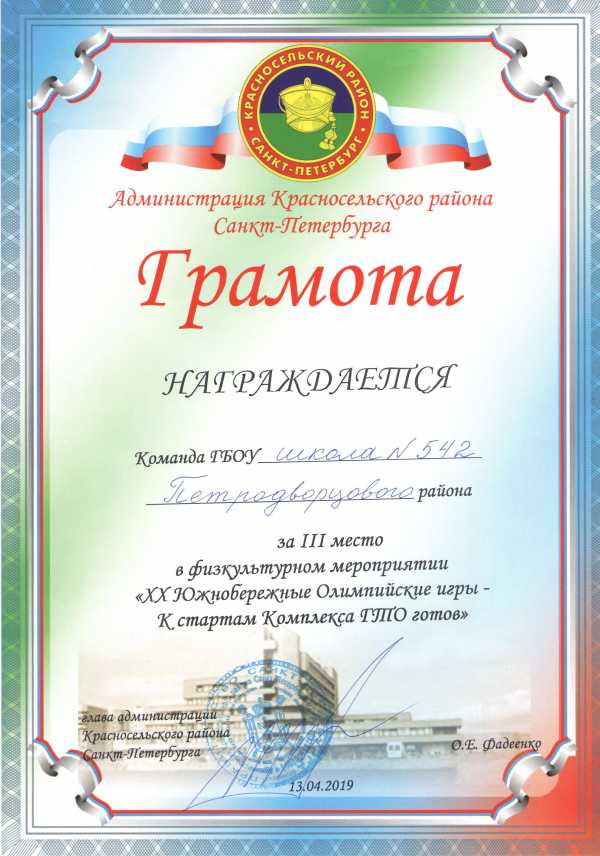 КРАСНОСЕЛЬСКИЙ РАЙОН
• САНКТ-ПЕТЕРБУРГ •
Администрация Красносельского района
Санкт-Петербурга
Грамота
НАГРАЖДАЕТСЯ
Команда ГБОУ школа №542
Петродворцового района
за III место
в физкультурном мероприятии
«XX Южнобережные Олимпийские игры -
К стартам Комплекса ГТО готов»
глава администрации
Красносельского района
Санкт-Петербурга
О.Е. Фадеенко
13.04.2019